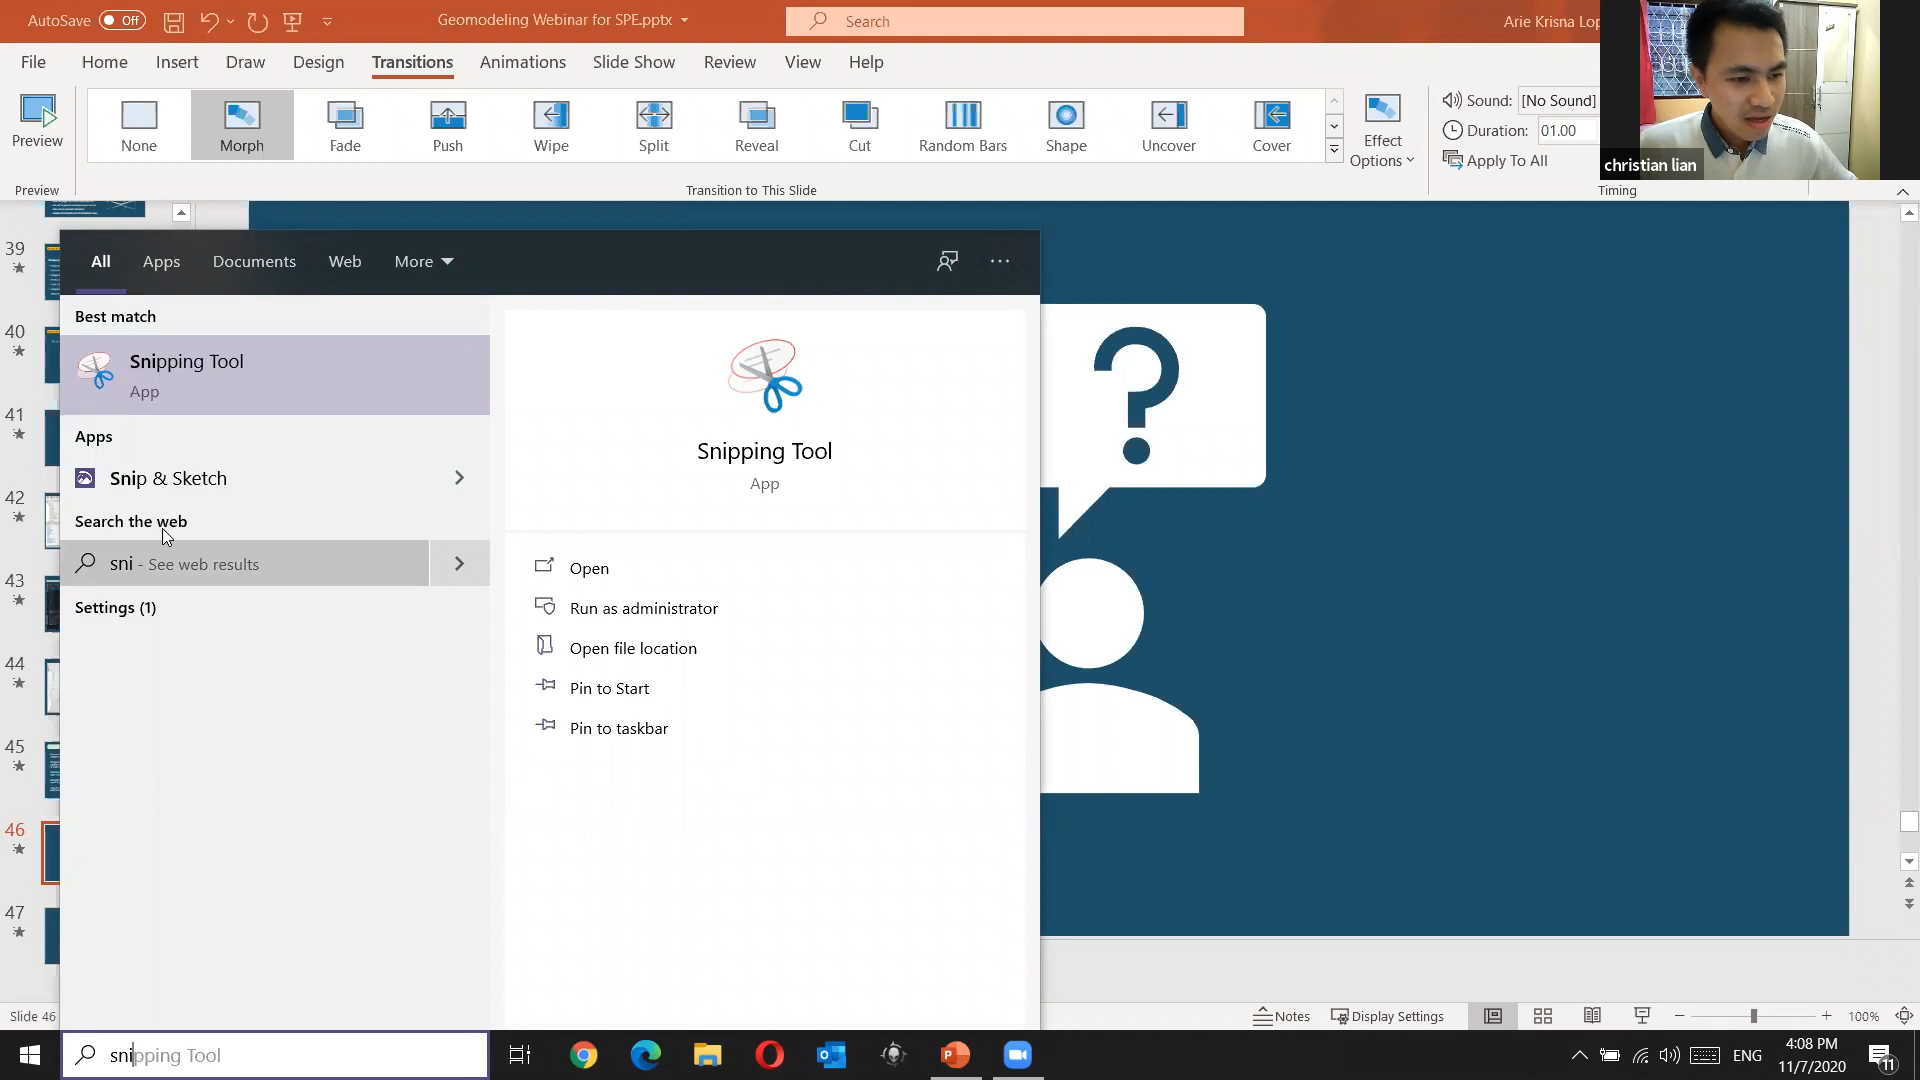 AutoSave Off
Geomodeling Webinar for SPE.pptx
Search
Arie Krisna Lop
File Home Insert Draw Design Transitions Animations Slide Show Review View Help
Preview
None Morph Fade Push Wipe Split Reveal Cut Random Bars Shape Uncover Cover
Effect
Options
Sound: [No Sound]
Duration: 01.00
Apply To All
christian lian
Preview
Transition to This Slide
Timing
39
40
41
42
43
44
45
46
47
All Apps Documents Web More
Best match
Snipping Tool
App
Apps
Snip & Sketch
Search the web
sni - See web results
Settings (1)
Snipping Tool
App
Open
Run as administrator
Open file location
Pin to Start
Pin to taskbar
?
Slide 46
Notes
Display Settings
100%
snipping Tool
ENG
4:08 PM
11/7/2020
11